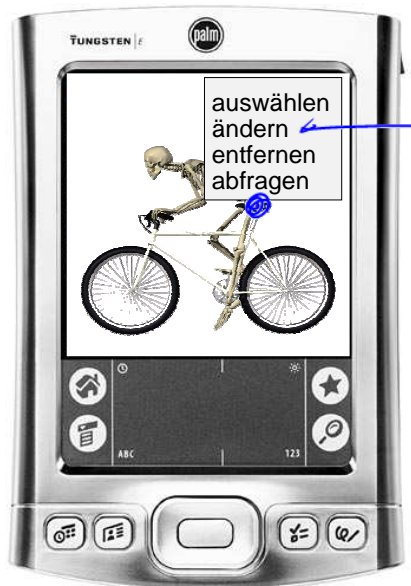 TUNGSTEN | E
palm
auswählen
ändern
entfernen
abfragen
ABC
123